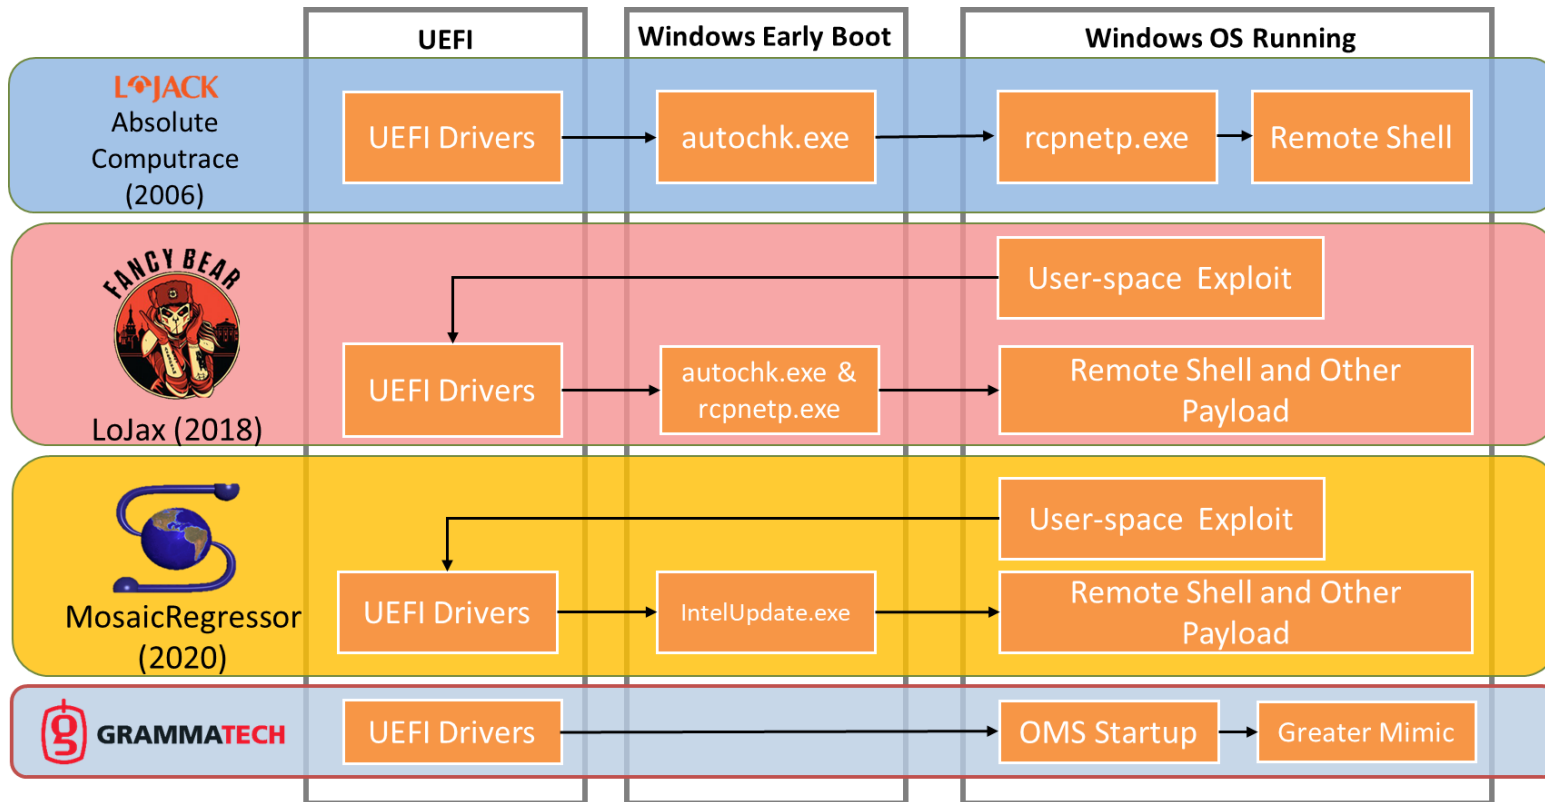 UEFI
Windows Early Boot
Windows OS Running
LOJACK
Absolute
Computrace
(2006)
UEFI Drivers
autochk.exe
rcpnetp.exe
Remote Shell
FANCY BEAR
LoJax (2018)
User-space Exploit
UEFI Drivers
autochk.exe &
rcpnetp.exe
Remote Shell and Other
Payload
MosaicRegressor
(2020)
User-space Exploit
UEFI Drivers
IntelUpdate.exe
Remote Shell and Other
Payload
g
GRAMMATECH
UEFI Drivers
OMS Startup
Greater Mimic